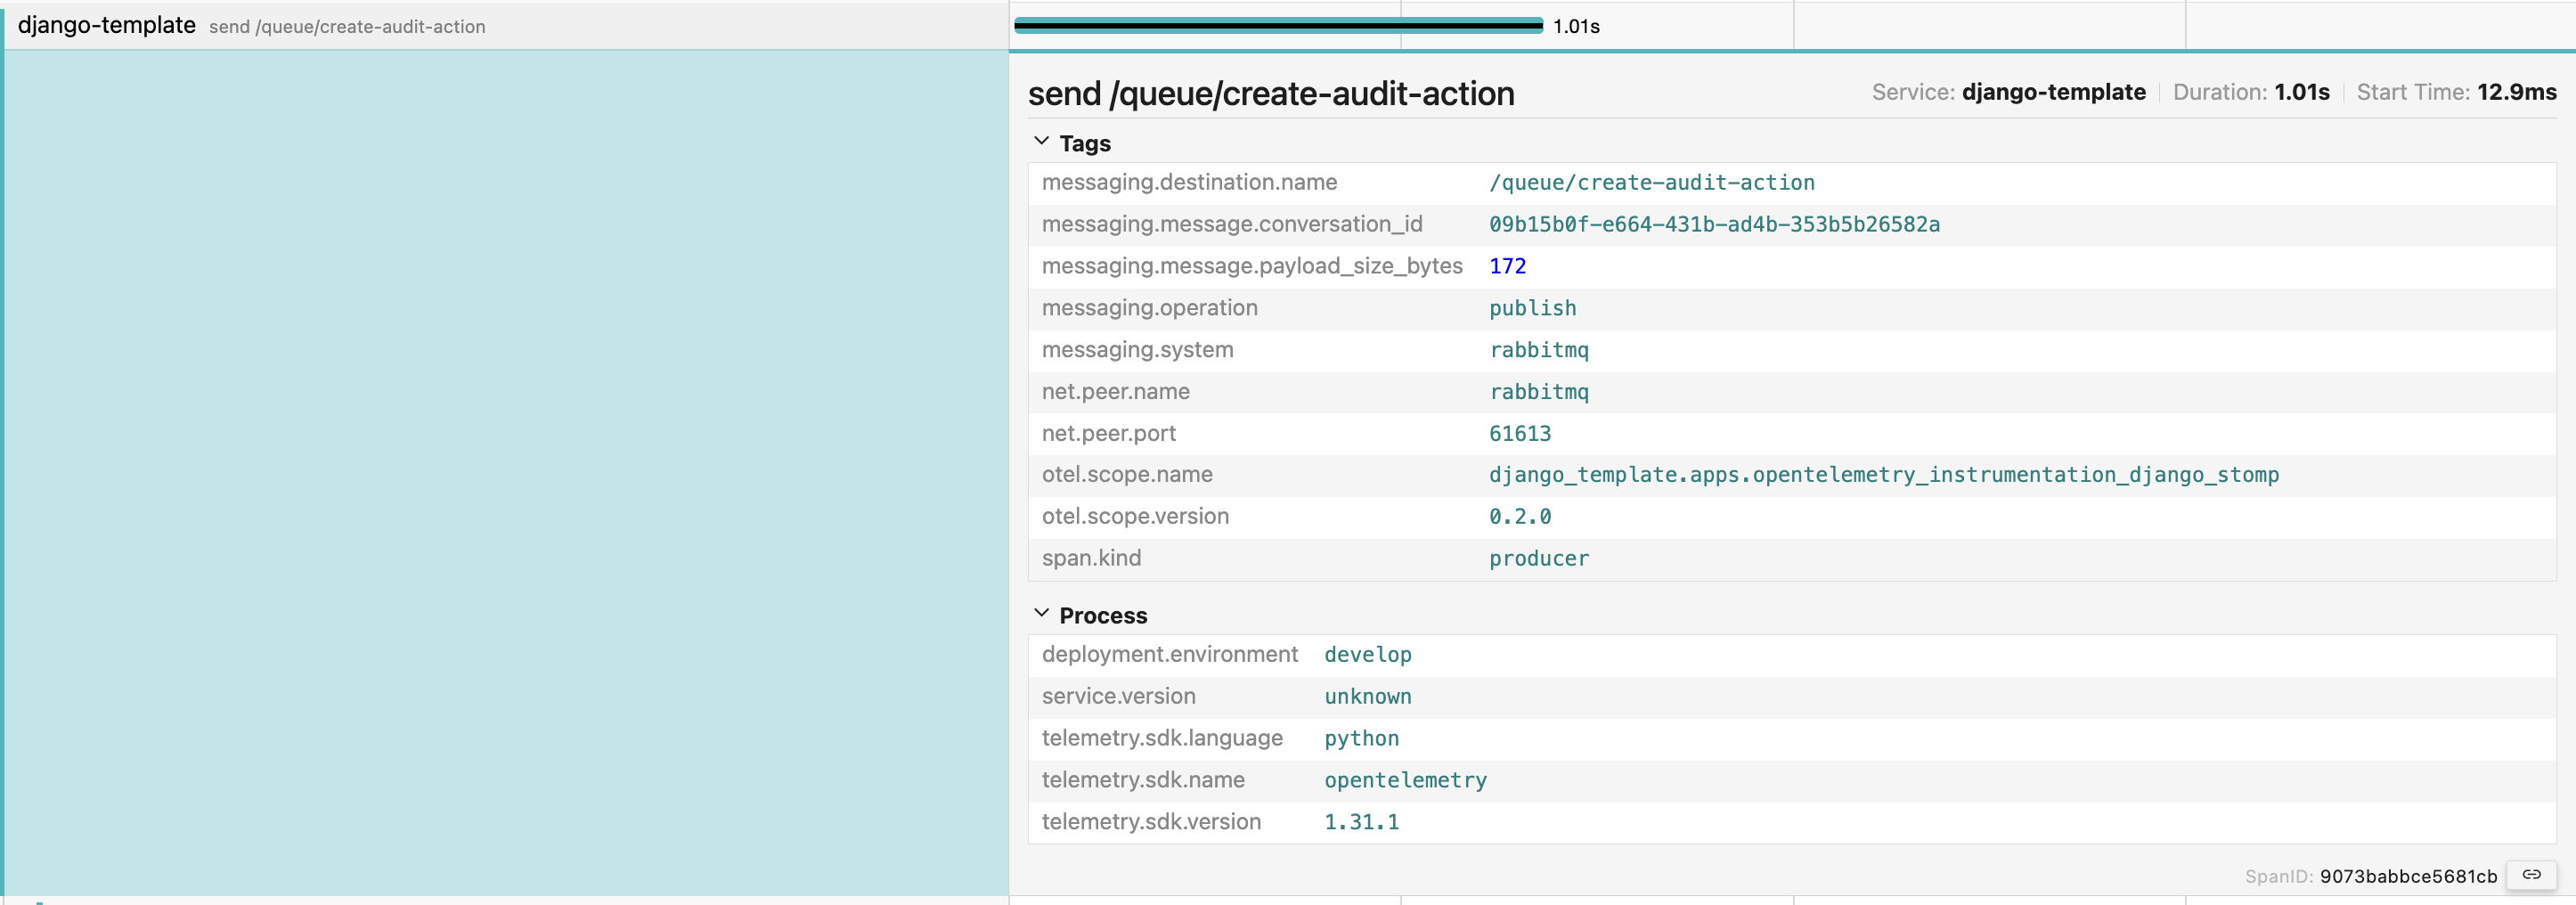 django-template send /queue/create-audit-action 1.01s
send /queue/create-audit-action Service: django-template Duration: 1.01s Start Time: 12.9ms
Tags
messaging.destination.name /queue/create-audit-action
messaging.message.conversation_id 09b15b0f-e664-431b-ad4b-353b5b26582a
messaging.message.payload_size_bytes 172
messaging.operation publish
messaging.system rabbitmq
net.peer.name rabbitmq
net.peer.port 61613
otel.scope.name django_template.apps.opentelemetry_instrumentation_django_stomp
otel.scope.version 0.2.0
span.kind producer
Process
deployment.environment develop
service.version unknown
telemetry.sdk.language python
telemetry.sdk.name opentelemetry
telemetry.sdk.version 1.31.1
SpanID: 9073babbce5681cb